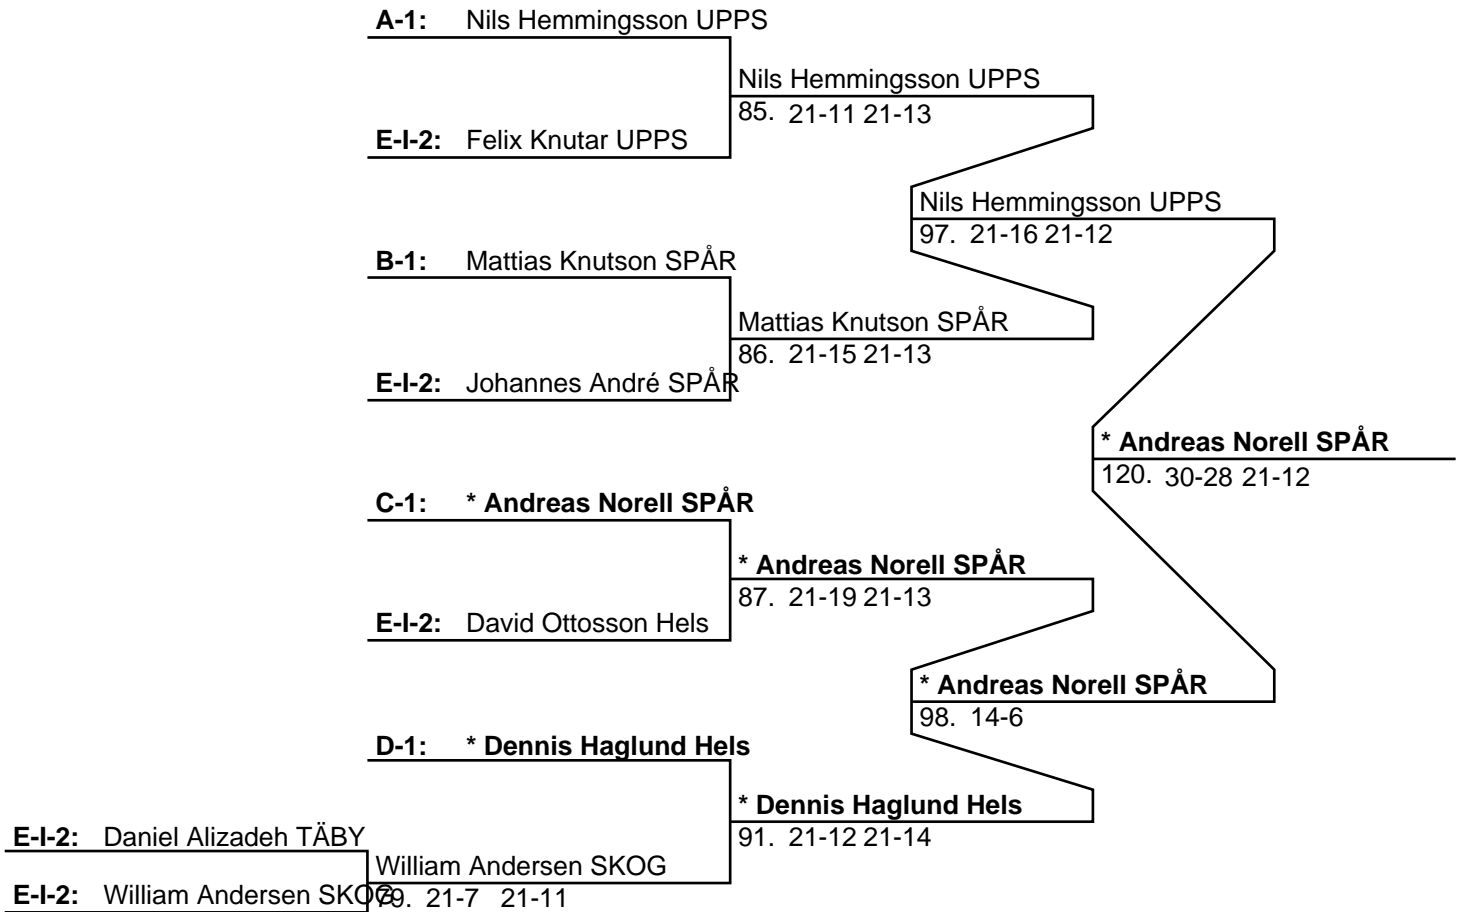 A-1: Nils Hemmingsson UPPS
Nils Hemmingsson UPPS
85. 21-11 21-13
E-I-2: Felix Knutar UPPS
Nils Hemmingsson UPPS
97. 21-16 21-12
B-1: Mattias Knutson SPÅR
Mattias Knutson SPÅR
86. 21-15 21-13
E-I-2: Johannes André SPÅR
* Andreas Norell SPÅR
120. 30-28 21-12
C-1: * Andreas Norell SPÅR
* Andreas Norell SPÅR
87. 21-19 21-13
E-I-2: David Ottosson Hels
* Andreas Norell SPÅR
98. 14-6
D-1: * Dennis Haglund Hels
* Dennis Haglund Hels
91. 21-12 21-14
E-I-2: Daniel Alizadeh TÄBY
William Andersen SKOG
E-I-2: William Andersen SKOG
79. 21-7 21-11